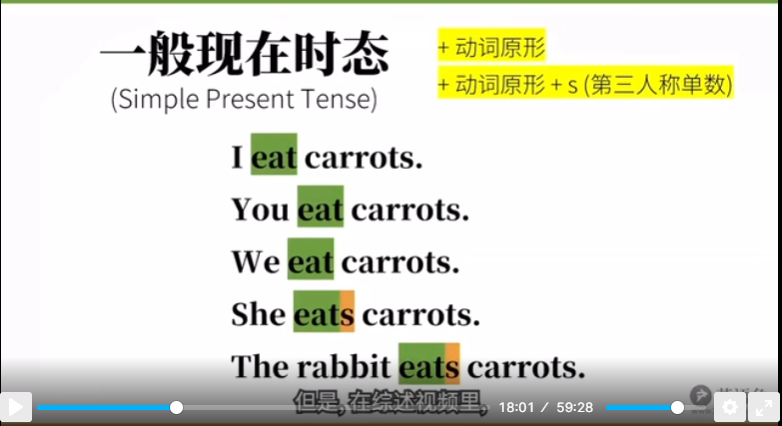 一般现在时态
(Simple Present Tense)
+ 动词原形
+ 动词原形 + s (第三人称单数)
I eat carrots.
You eat carrots.
We eat carrots.
She eats carrots.
The rabbit eats carrots.
但是, 在综述视频里,
18:01 / 59:28